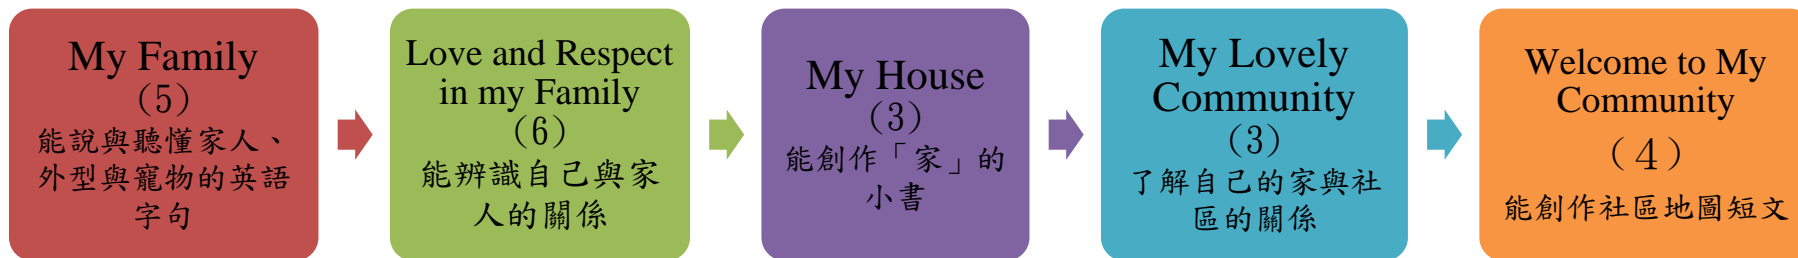 My Family
（5）
能說與聽懂家人、
外型與寵物的英語
字句
Love and Respect
in my Family
（6）
能辨識自己與家
人的關係
My House
（3）
能創作「家」的
小書
My Lovely
Community
（3）
了解自己的家與社
區的關係
Welcome to My
Community
（4）
能創作社區地圖短文